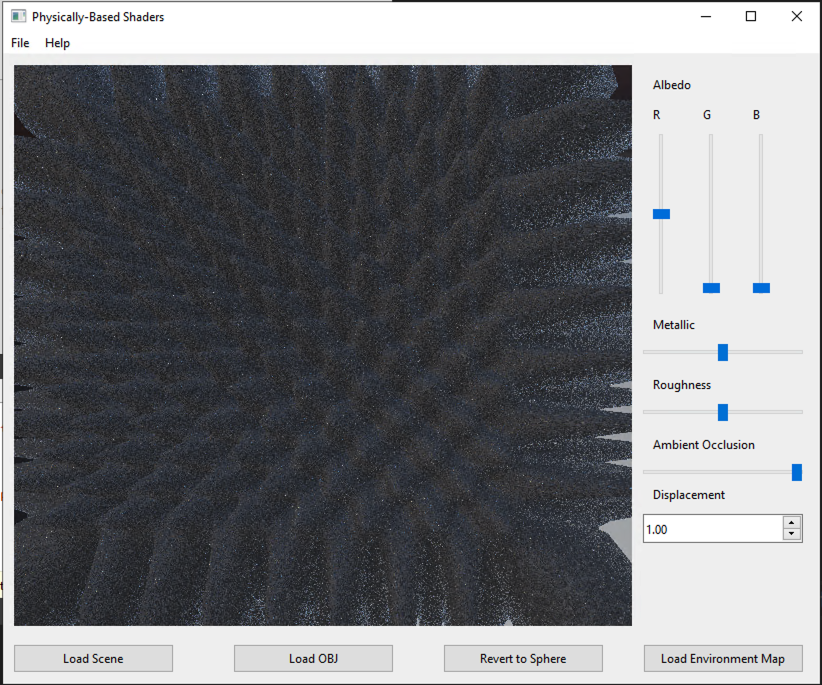 Physically-Based Shaders
File Help
Albedo
R G B
Metallic
Roughness
Ambient Occlusion
Displacement
1.00
Load Scene Load OBJ Revert to Sphere Load Environment Map